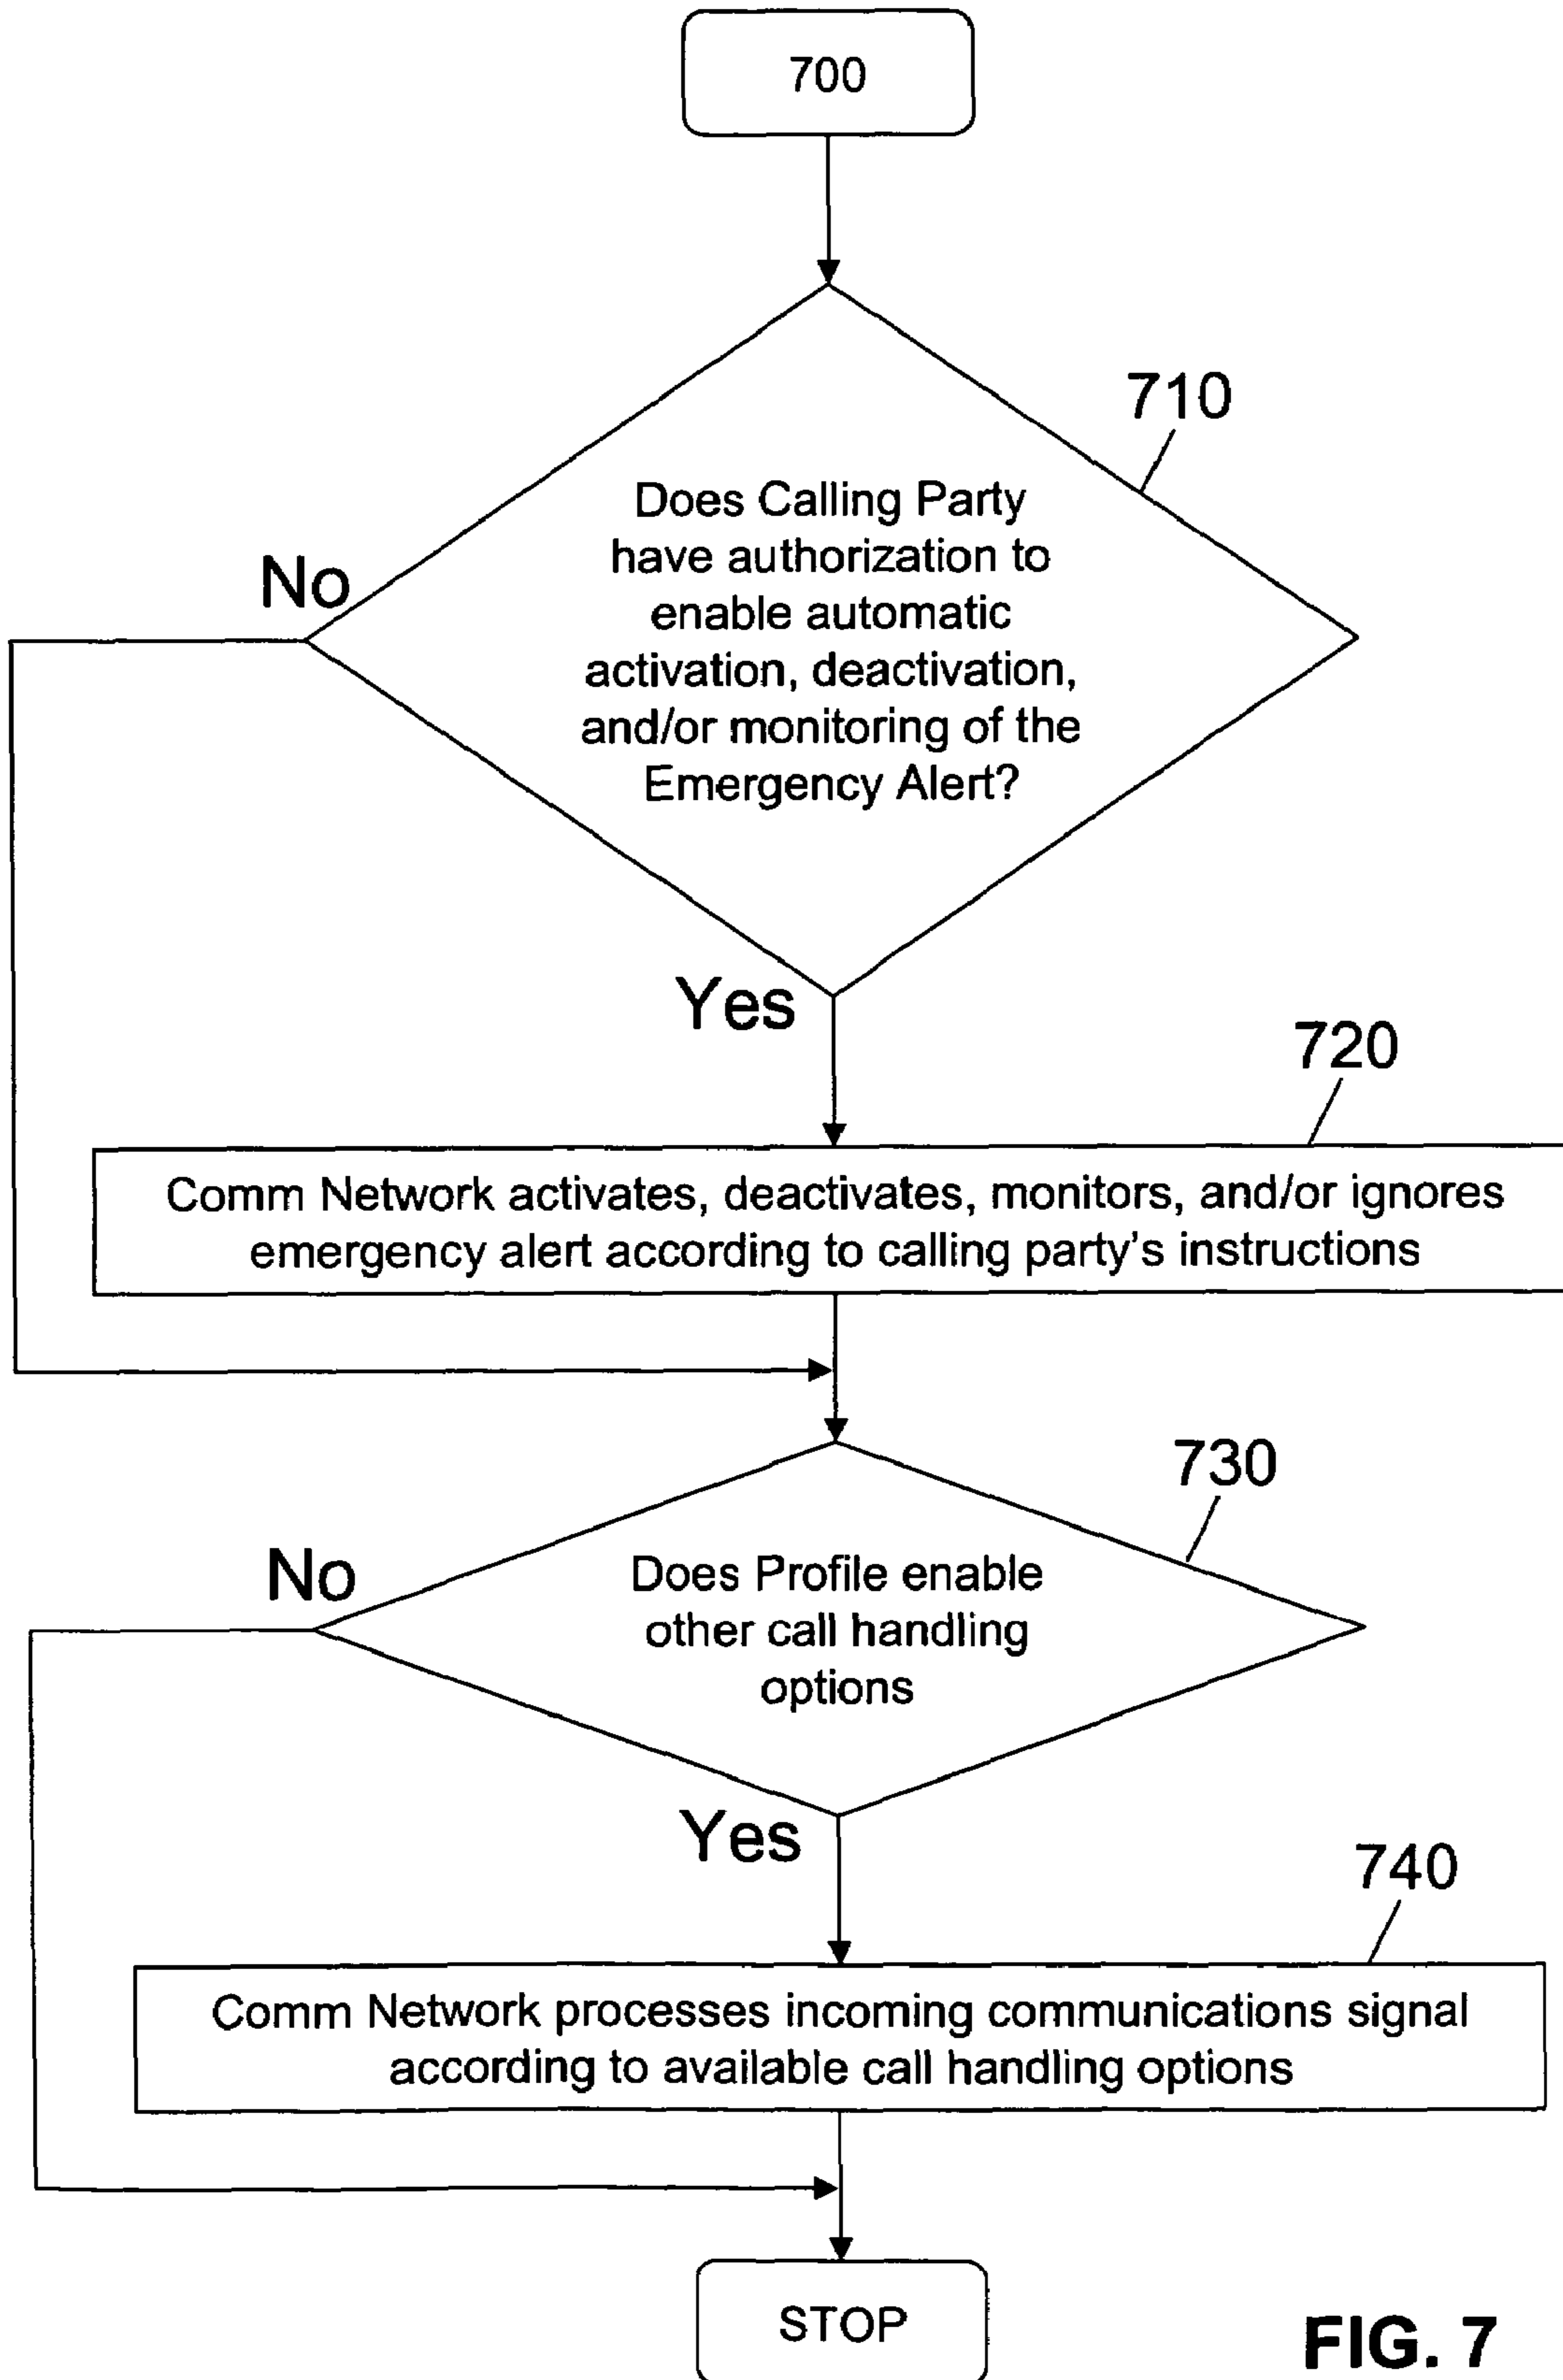 700
710
Does Calling Party
have authorization to
enable automatic
activation, deactivation,
and/or monitoring of the
Emergency Alert?
No
Yes
720
Comm Network activates, deactivates, monitors, and/or ignores
emergency alert according to calling party's instructions
730
Does Profile enable
other call handling
options
No
Yes
740
Comm Network processes incoming communications signal
according to available call handling options
STOP
FIG. 7